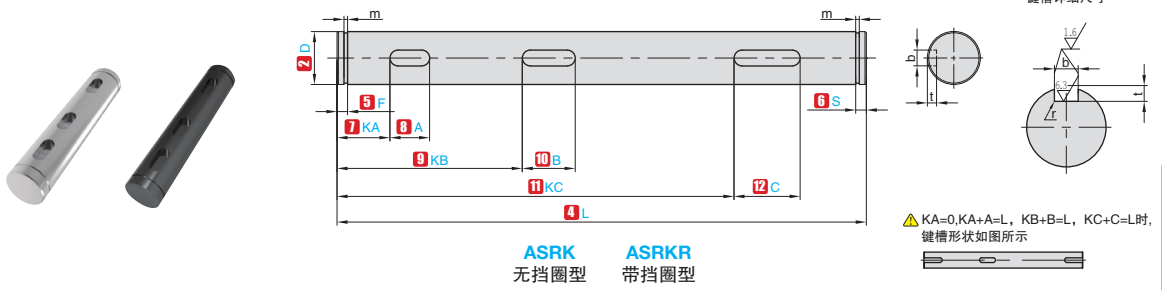 键槽详细尺寸
m
m
2 D
5 F
6 S
7 KA
8 A
9 KB
10 B
11 KC
12 C
4 L
ASRK ASRKR
无挡圈型 带挡圈型
b
t
1.6
b
6.3
t
r
KA=0,KA+A=L，KB+B=L，KC+C=L时,
键槽形状如图所示